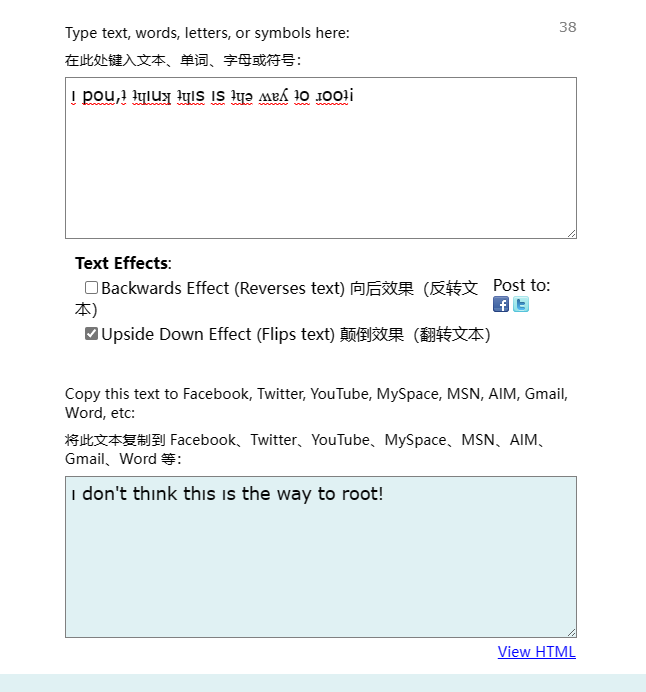 38
Type text, words, letters, or symbols here:
在此处键入文本、单词、字母或符号：
ı pou,ʇ ʇɥıuʞ ʇɥıs ıs ʇɥǝ ʍɐʎ ʇo ɹooʇ¡
Text Effects:
Backwards Effect (Reverses text) 向后效果（反转文
本）
Post to:
Upside Down Effect (Flips text) 颠倒效果（翻转文本）
Copy this text to Facebook, Twitter, YouTube, MySpace, MSN, AIM, Gmail,
Word, etc:
将此文本复制到 Facebook、Twitter、YouTube、MySpace、MSN、AIM、
Gmail、Word 等：
ı don't thınk thıs ıs the way to root!
View HTML